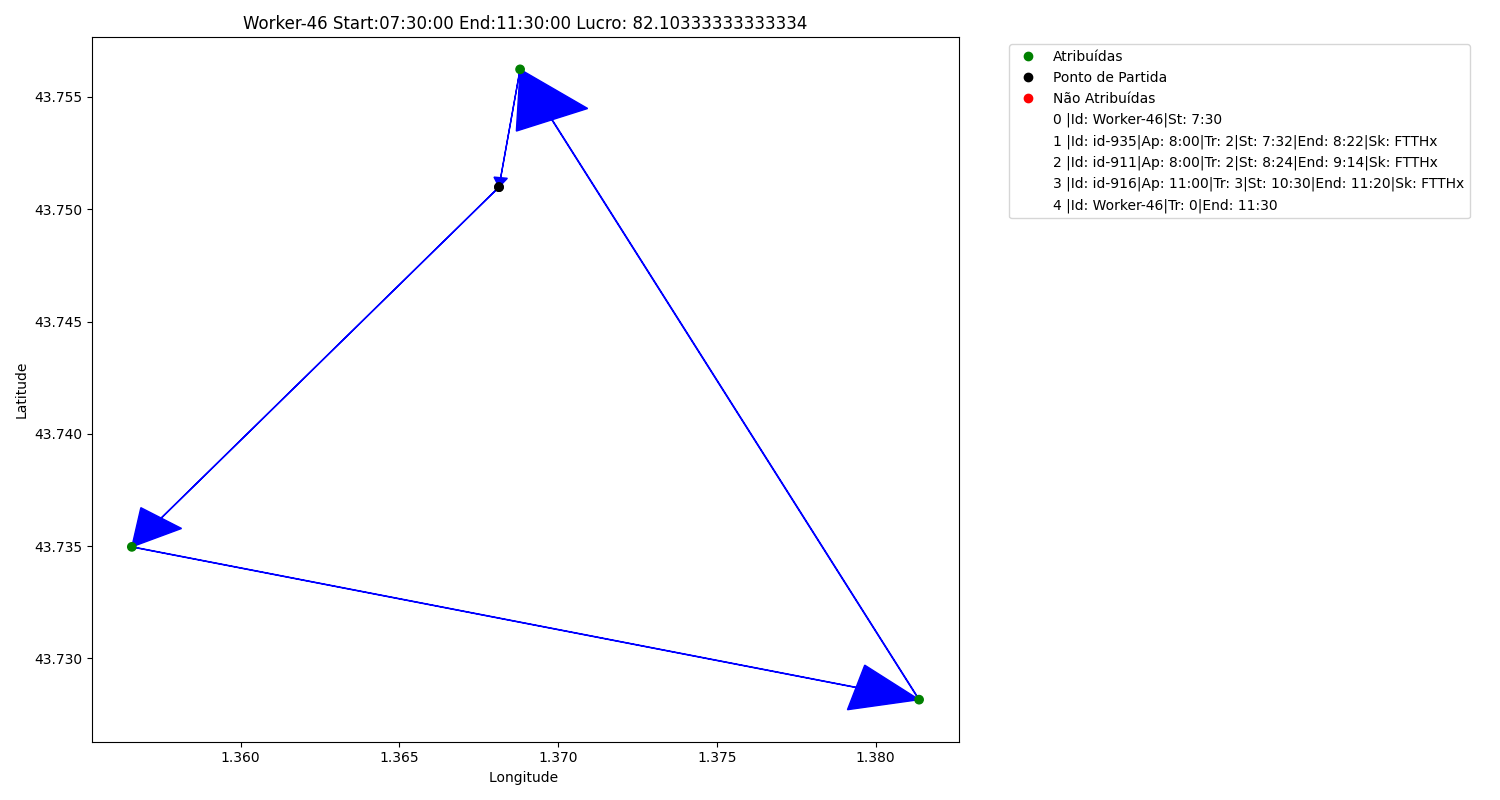 Worker-46 Start:07:30:00 End:11:30:00 Lucro: 82.10333333333334
Atribuídas
Ponto de Partida
Não Atribuídas
0 |Id: Worker-46|St: 7:30
1 |Id: id-935|Ap: 8:00|Tr: 2|St: 7:32|End: 8:22|Sk: FTTHx
2 |Id: id-911|Ap: 8:00|Tr: 2|St: 8:24|End: 9:14|Sk: FTTHx
3 |Id: id-916|Ap: 11:00|Tr: 3|St: 10:30|End: 11:20|Sk: FTTHx
4 |Id: Worker-46|Tr: 0|End: 11:30
43.755
43.750
43.745
43.740
43.735
43.730
Latitude
1.360
1.365
1.370
1.375
1.380
Longitude